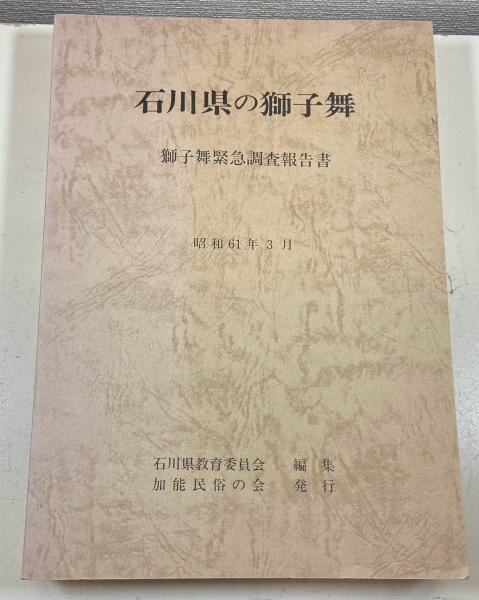 石川県の獅子舞
獅子舞緊急調査報告書
昭和61年3月
石川県教育委員会 編集
加能民俗の会 発行